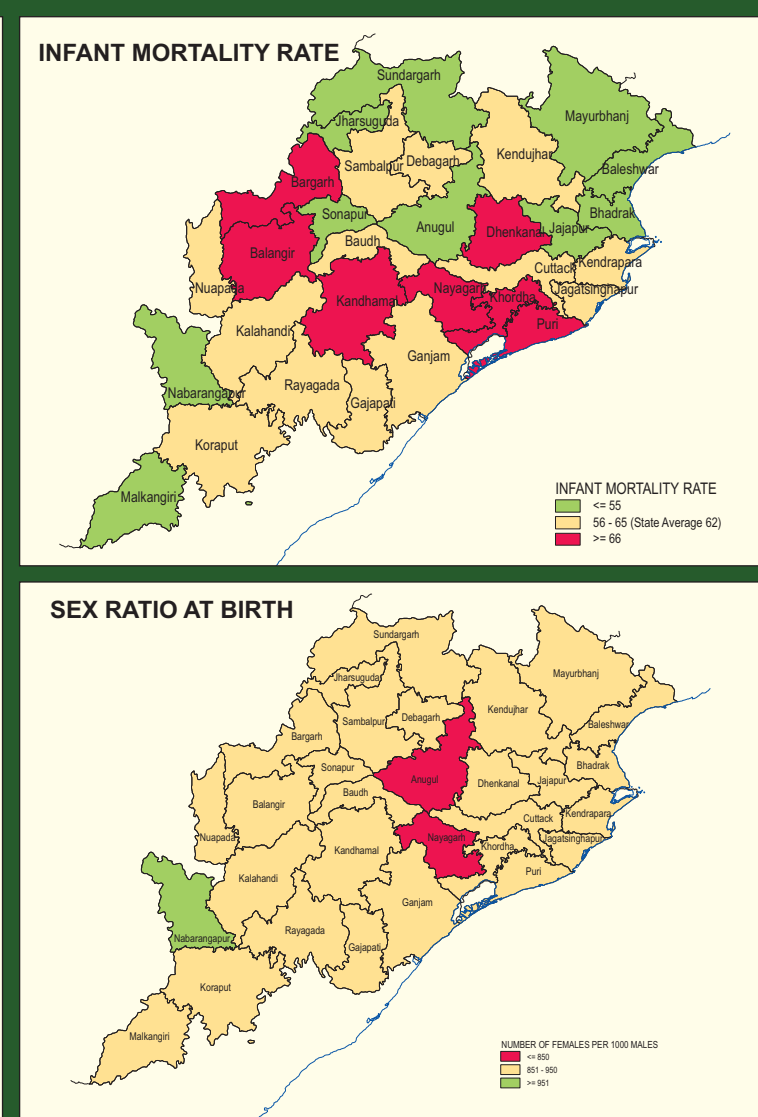 INFANT MORTALITY RATE
Sundargarh
Mayurbhanj
Jharsuguda
Kendujhar
Debagarh
Sambalpur
Baleshwar
Bargarh
Bhadrak
Sonapur
Anugul
Jajapur
Dhenkanal
Baudh
Balangir
Kendrapara
Cuttack
Nuapada
Nayagarh
Jagatsinghapur
Khordha
Kandhamal
Puri
Kalahandi
Ganjam
Rayagada
Nabarangapur
Gajapati
Koraput
Malkangiri
INFANT MORTALITY RATE
<= 55
56 - 65 (State Average 62)
>= 66
SEX RATIO AT BIRTH
Sundargarh
Mayurbhanj
Jharsuguda
Kendujhar
Debagarh
Sambalpur
Baleshwar
Bargarh
Bhadrak
Sonapur
Anugul
Jajapur
Dhenkanal
Baudh
Balangir
Kendrapara
Cuttack
Nuapada
Nayagarh
Jagatsinghapur
Khordha
Kandhamal
Puri
Kalahandi
Ganjam
Rayagada
Nabarangapur
Gajapati
Koraput
Malkangiri
NUMBER OF FEMALES PER 1000 MALES
<= 850
851 - 950
>= 951